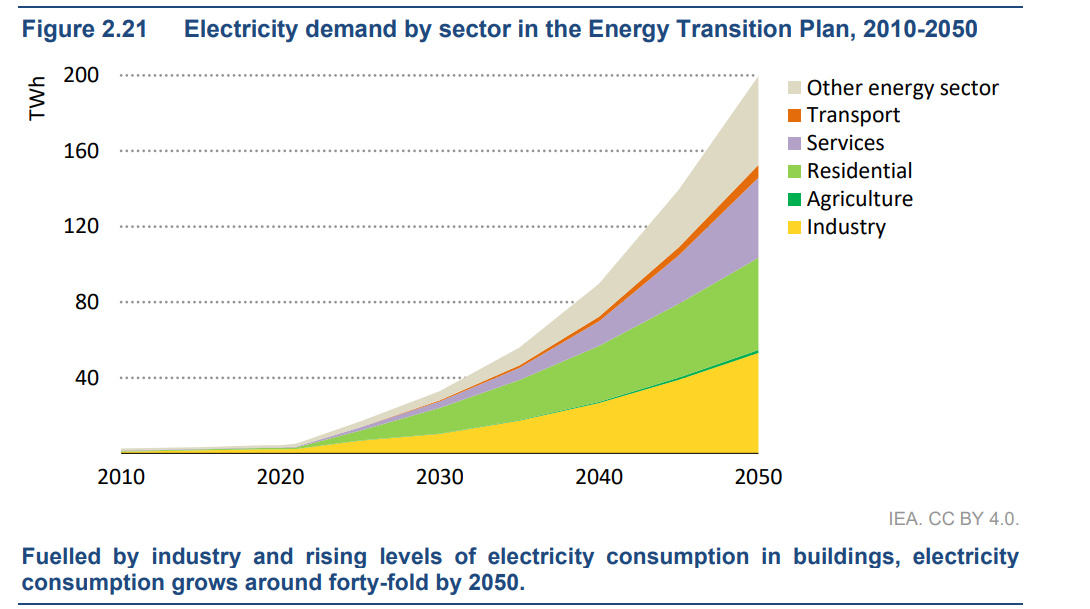 Figure 2.21 Electricity demand by sector in the Energy Transition Plan, 2010-2050
TWh
200
160
120
80
40
2010 2020 2030 2040 2050
Other energy sector
Transport
Services
Residential
Agriculture
Industry
IEA. CC BY 4.0.
Fuelled by industry and rising levels of electricity consumption in buildings, electricity
consumption grows around forty-fold by 2050.